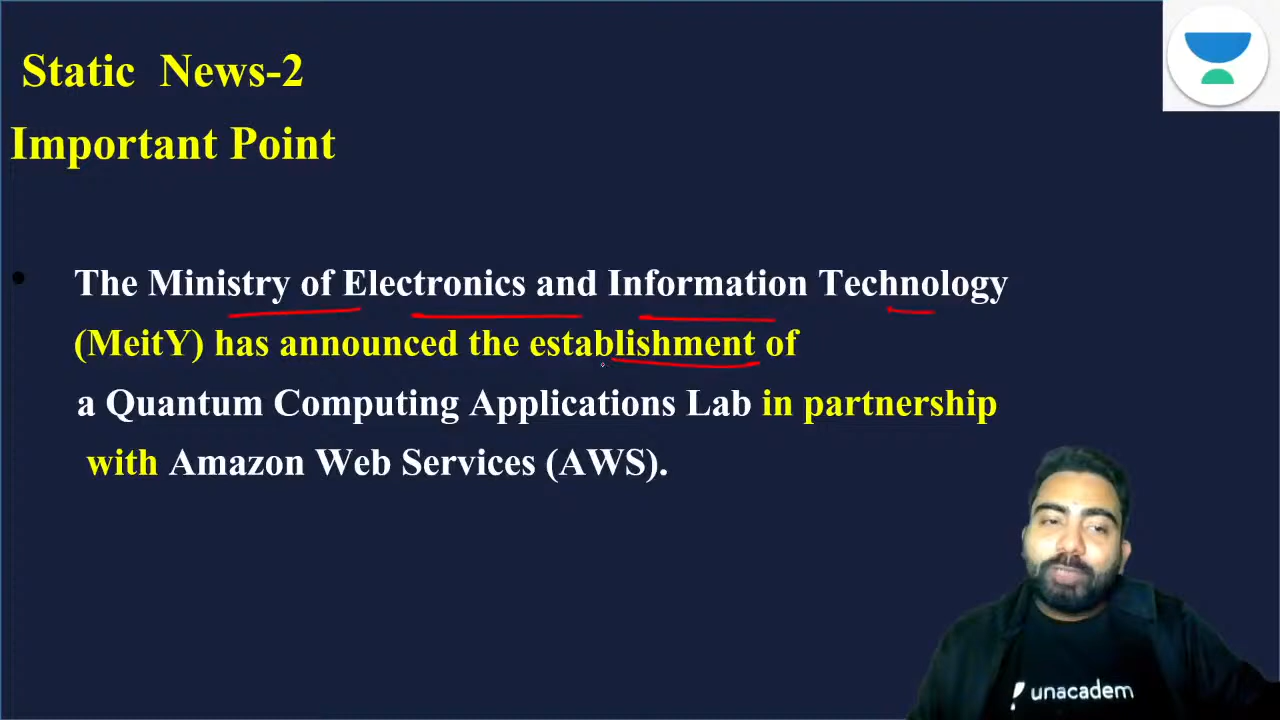 Static News-2
Important Point
The Ministry of Electronics and Information Technology
(MeitY) has announced the establishment of
a Quantum Computing Applications Lab in partnership
with Amazon Web Services (AWS).
unacadem